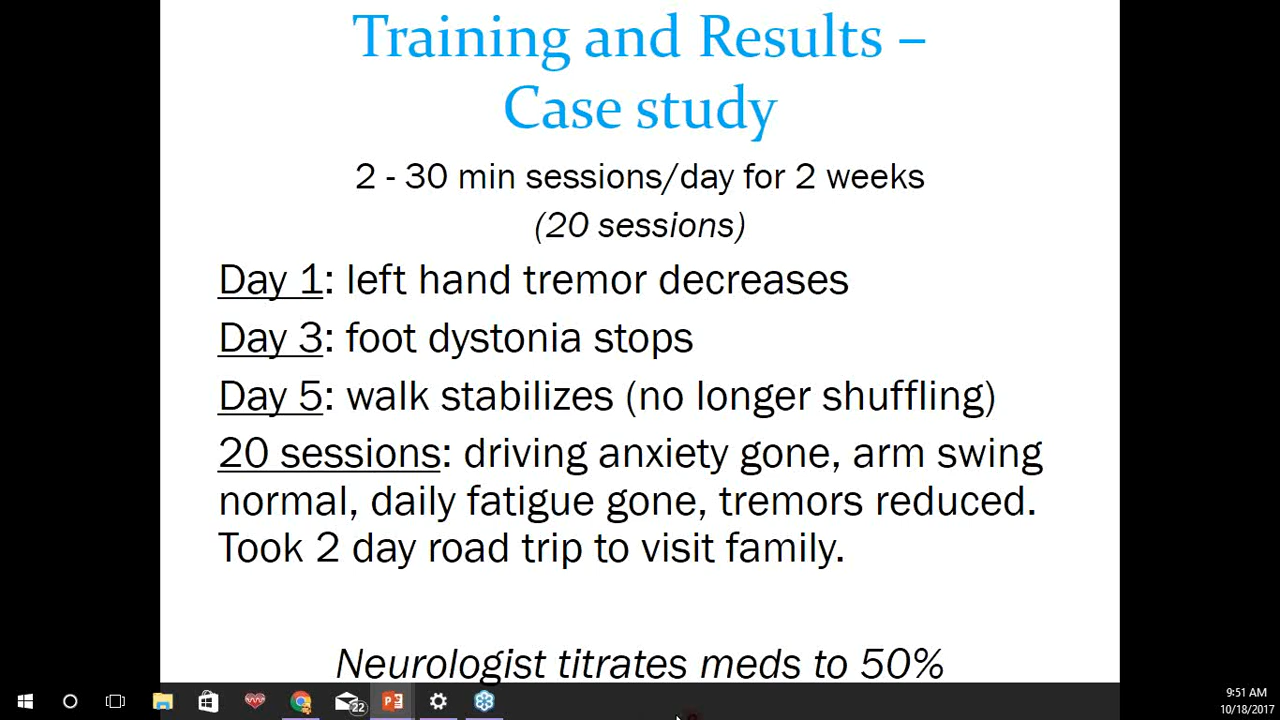 Training and Results –
Case study
2 - 30 min sessions/day for 2 weeks
(20 sessions)
Day 1: left hand tremor decreases
Day 3: foot dystonia stops
Day 5: walk stabilizes (no longer shuffling)
20 sessions: driving anxiety gone, arm swing
normal, daily fatigue gone, tremors reduced.
Took 2 day road trip to visit family.
Neurologist titrates meds to 50%
22
9:51 AM
10/18/2017